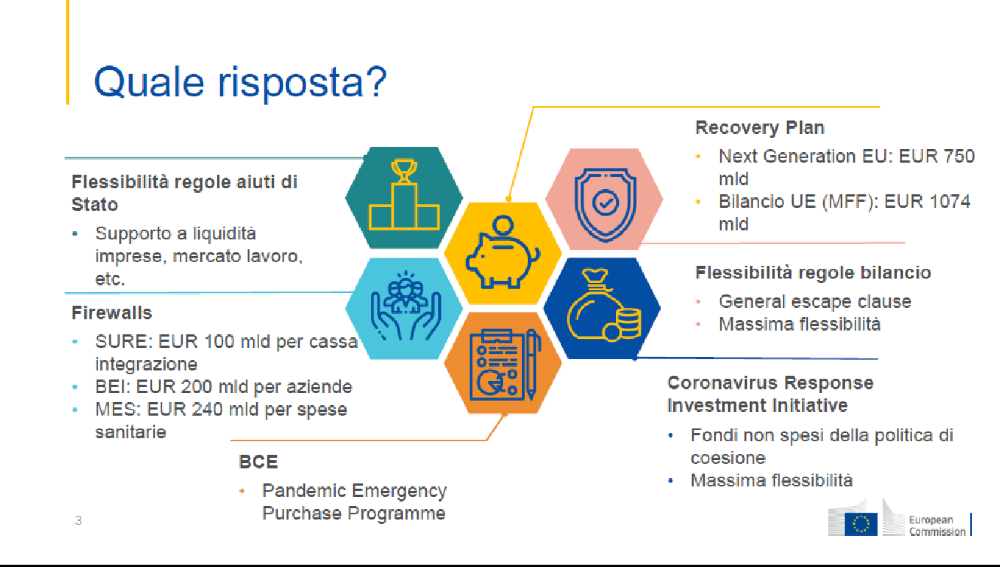 Quale risposta?
Flessibilità regole aiuti di
Stato
• Supporto a liquidità
imprese, mercato lavoro,
etc.
Firewalls
• SURE: EUR 100 mld per cassa
integrazione
• BEI: EUR 200 mld per aziende
• MES: EUR 240 mld per spese
sanitarie
BCE
• Pandemic Emergency
Purchase Programme
Recovery Plan
• Next Generation EU: EUR 750
mld
• Bilancio UE (MFF): EUR 1074
mld
Flessibilità regole bilancio
• General escape clause
• Massima flessibilità
Coronavirus Response
Investment Initiative
• Fondi non spesi della politica di
coesione
• Massima flessibilità
3
European
Commission